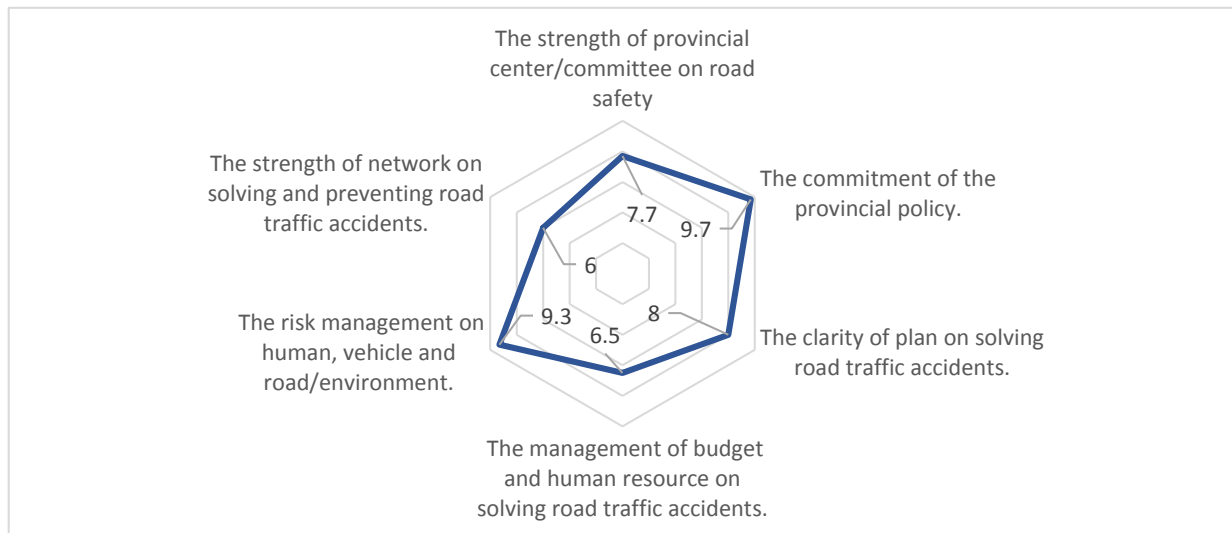 The strength of provincial
center/committee on road
safety
The commitment of the
provincial policy.
The clarity of plan on solving
road traffic accidents.
The management of budget
and human resource on
solving road traffic accidents.
The risk management on
human, vehicle and
road/environment.
The strength of network on
solving and preventing road
traffic accidents.
7.7
9.7
8
6.5
9.3
6